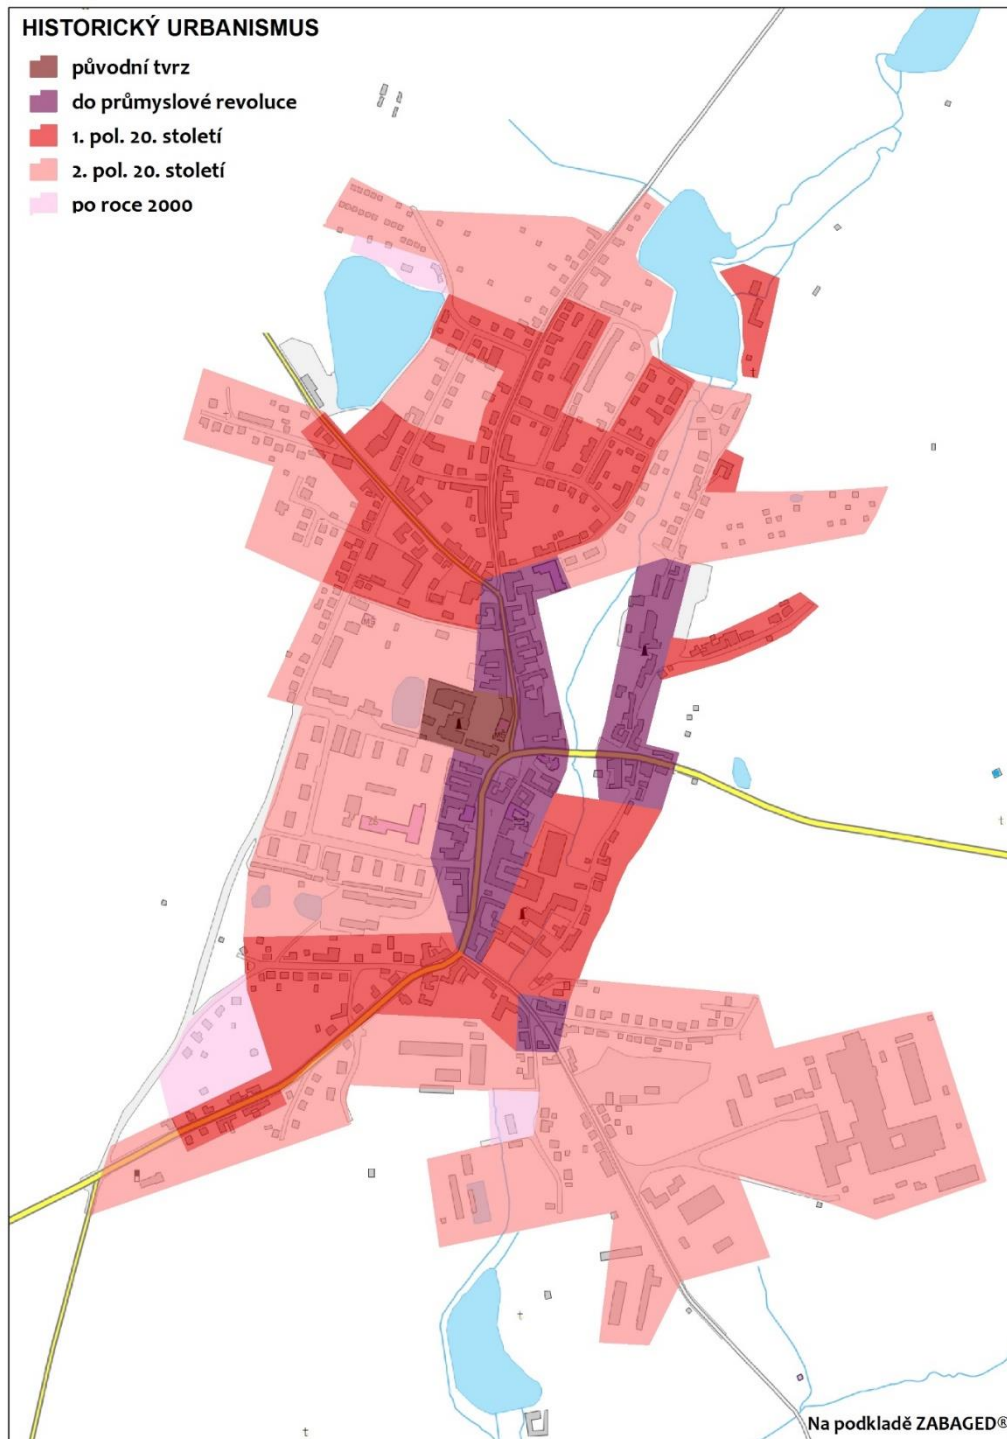 HISTORICKÝ URBANISMUS
původní tvrz
do průmyslové revoluce
1. pol. 20. století
2. pol. 20. století
po roce 2000
Na podkladě ZABAGED®